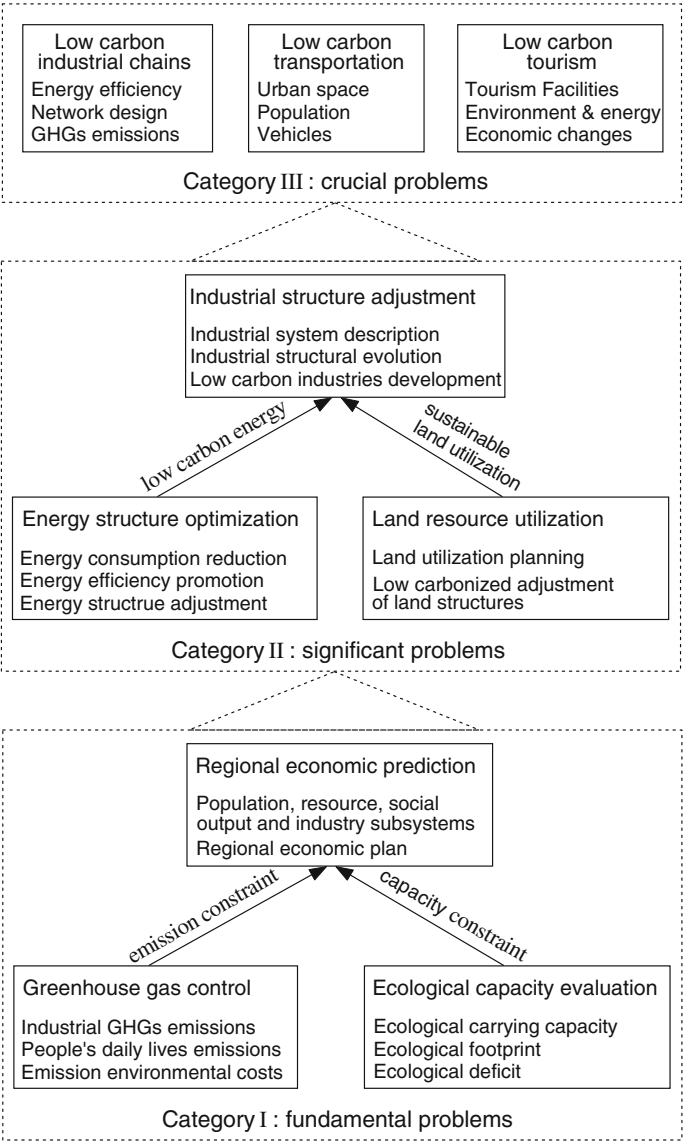 Low carbon
industrial chains
Energy efficiency
Network design
GHGs emissions
Low carbon
transportation
Urban space
Population
Vehicles
Low carbon
tourism
Tourism Facilities
Environment & energy
Economic changes
Category III : crucial problems
Industrial structure adjustment
Industrial system description
Industrial structural evolution
Low carbon industries development
low carbon energy
sustainable
land utilization
Energy structure optimization
Energy consumption reduction
Energy efficiency promotion
Energy structrue adjustment
Land resource utilization
Land utilization planning
Low carbonized adjustment
of land structures
Category II : significant problems
Regional economic prediction
Population, resource, social
output and industry subsystems
Regional economic plan
emission constraint
capacity constraint
Greenhouse gas control
Industrial GHGs emissions
People's daily lives emissions
Emission environmental costs
Ecological capacity evaluation
Ecological carrying capacity
Ecological footprint
Ecological deficit
Category I : fundamental problems